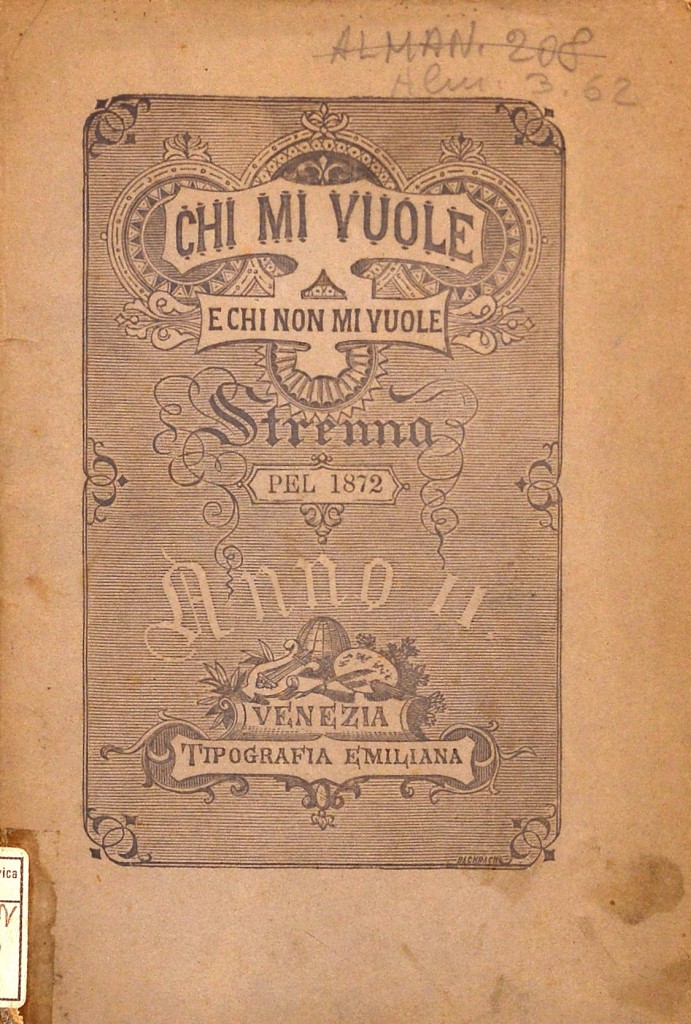 ALMAN. 208
Alm. 3.62
CHI MI VUOLE
E CHI NON MI VUOLE
Strenna
PEL 1872
Anno II.
VENEZIA
TIPOGRAFIA EMILIANA
vica